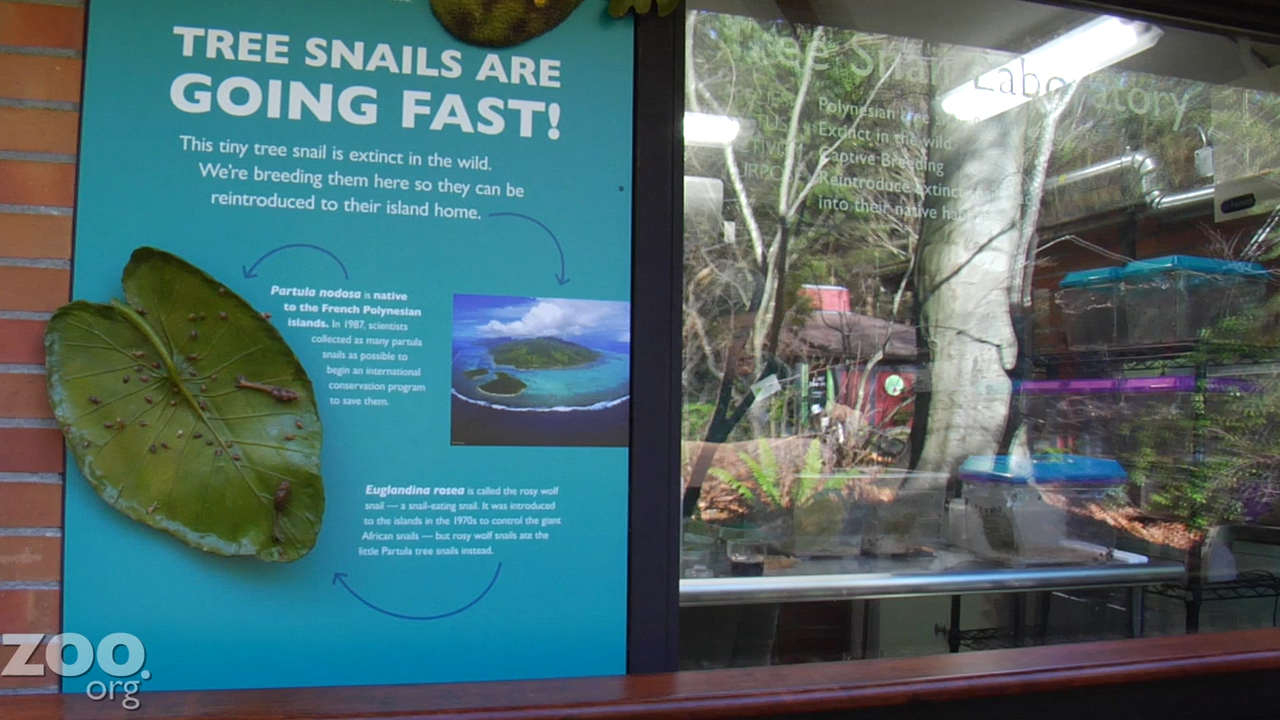 TREE SNAILS ARE
GOING FAST!
This tiny tree snail is extinct in the wild.
We're breeding them here so they can be
reintroduced to their island home.
Partula nodosa is native
to the French Polynesian
islands. In 1987, scientists
collected as many partula
snails as possible to
begin an international
conservation program
to save them.
Euglandina rosea is called the rosy wolf
snail — a snail-eating snail. It was introduced
to the islands in the 1970s to control the giant
African snails — but rosy wolf snails ate the
little Partula tree snails instead.
Tree Snail Laboratory
Polynesian tree
Extinct in the wild
Captive Breeding
Reintroduce extinct
into their native
ZOO.
org